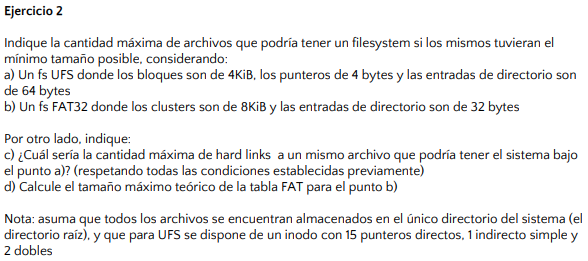 Ejercicio 2
Indique la cantidad máxima de archivos que podría tener un filesystem si los mismos tuvieran el
mínimo tamaño posible, considerando:
a) Un fs UFS donde los bloques son de 4KiB, los punteros de 4 bytes y las entradas de directorio son
de 64 bytes
b) Un fs FAT32 donde los clusters son de 8KiB y las entradas de directorio son de 32 bytes
Por otro lado, indique:
c) ¿Cuál sería la cantidad máxima de hard links a un mismo archivo que podría tener el sistema bajo
el punto a)? (respetando todas las condiciones establecidas previamente)
d) Calcule el tamaño máximo teórico de la tabla FAT para el punto b)
Nota: asuma que todos los archivos se encuentran almacenados en el único directorio del sistema (el
directorio raíz), y que para UFS se dispone de un inodo con 15 punteros directos, 1 indirecto simple y
2 dobles